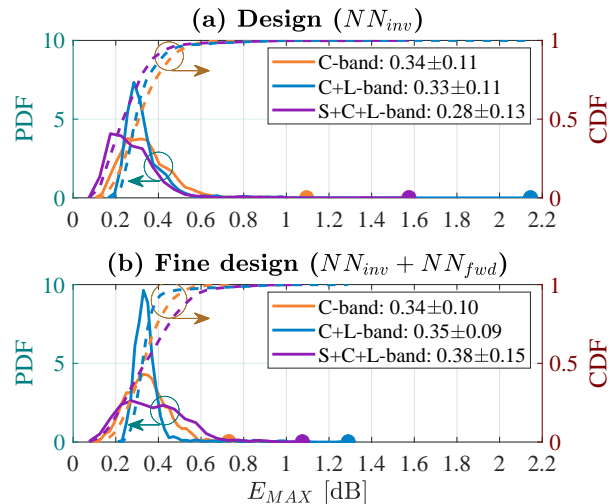 (a) Design (NN_inv)
10
5
0
PDF
C-band: 0.34±0.11
C+L-band: 0.33±0.11
S+C+L-band: 0.28±0.13
1
0.5
0
CDF
0 0.2 0.4 0.6 0.8 1 1.2 1.4 1.6 1.8 2 2.2
(b) Fine design (NN_inv + NN_fwd)
10
5
0
PDF
C-band: 0.34±0.10
C+L-band: 0.35±0.09
S+C+L-band: 0.38±0.15
1
0.5
0
CDF
0 0.2 0.4 0.6 0.8 1 1.2 1.4 1.6 1.8 2 2.2
E_MAX [dB]